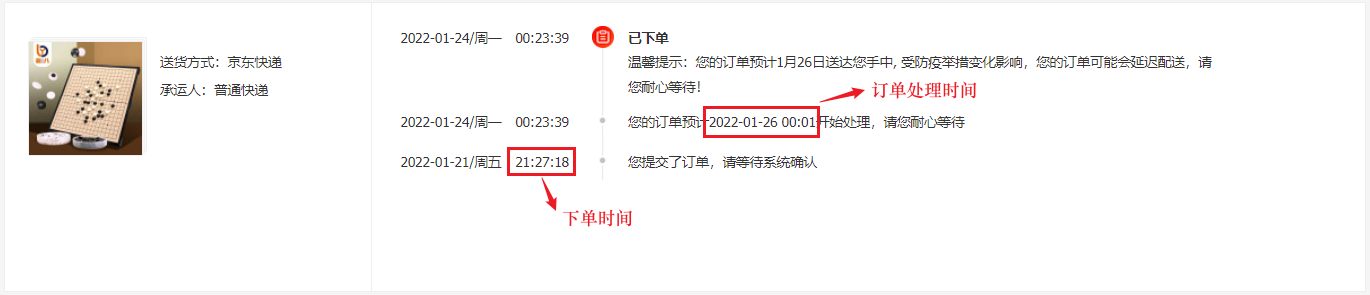 送货方式：京东快递
承运人：普通快递
2022-01-24/周一 00:23:39 已下单
温馨提示：您的订单预计1月26日送达您手中, 受防疫举措变化影响，您的订单可能会延迟配送，请
您耐心等待！
订单处理时间
2022-01-24/周一 00:23:39 您的订单预计2022-01-26 00:01开始处理，请您耐心等待
2022-01-21/周五 21:27:18 您提交了订单，请等待系统确认
下单时间